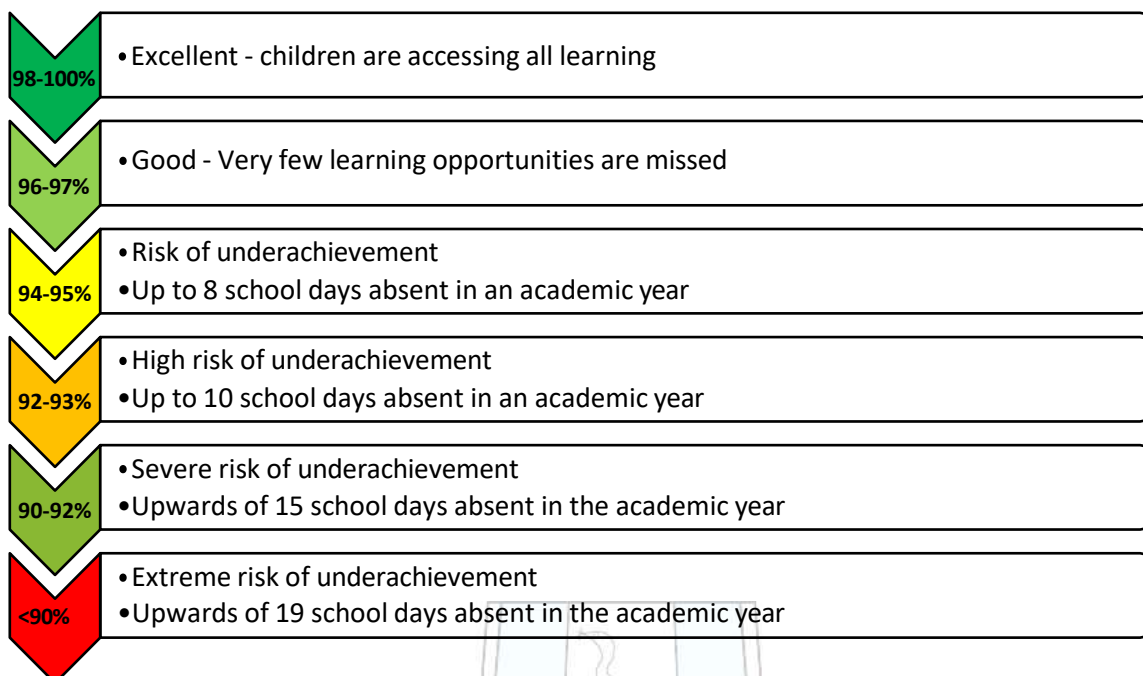 98-100%
•Excellent - children are accessing all learning
96-97%
•Good - Very few learning opportunities are missed
94-95%
•Risk of underachievement
•Up to 8 school days absent in an academic year
92-93%
•High risk of underachievement
•Up to 10 school days absent in an academic year
90-92%
•Severe risk of underachievement
•Upwards of 15 school days absent in the academic year
<90%
•Extreme risk of underachievement
•Upwards of 19 school days absent in the academic year